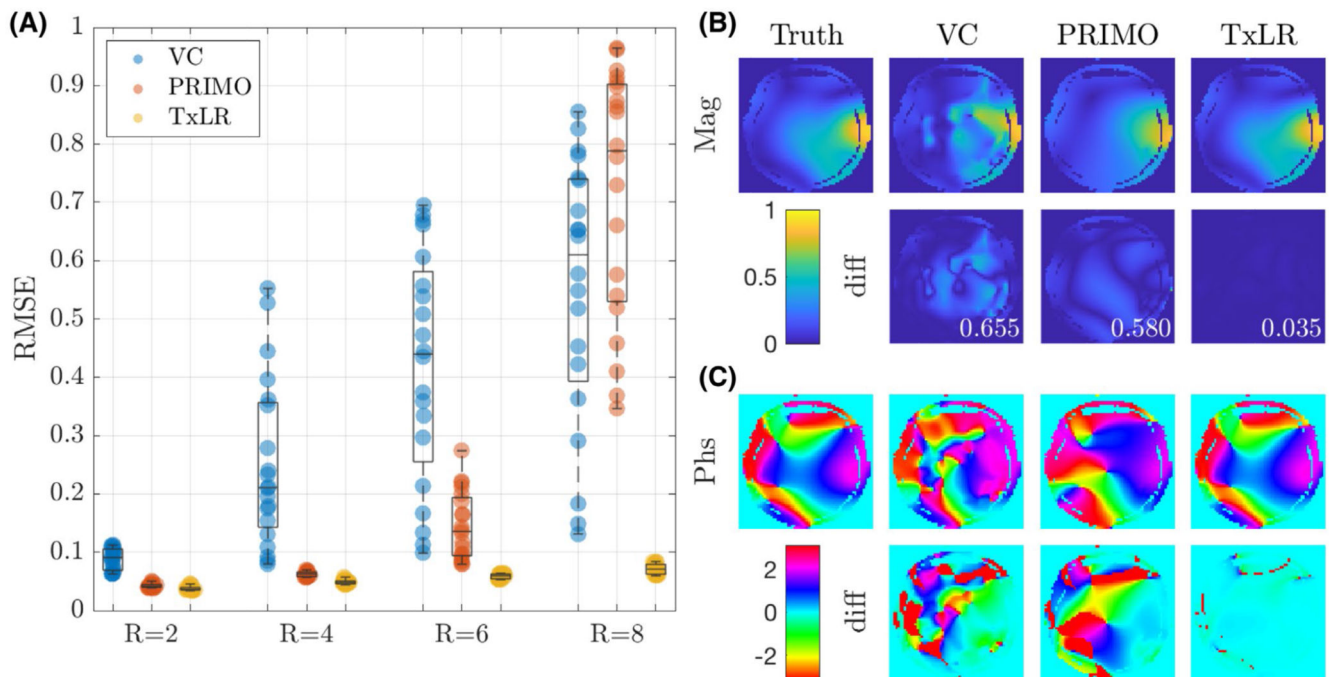 (A)
1
0.9
0.8
0.7
0.6
0.5
0.4
0.3
0.2
0.1
0
RMSE
VC
PRIMO
TxLR
R=2 R=4 R=6 R=8
(B)
Truth VC PRIMO TxLR
Mag
1
0.5
0
diff
0.655 0.580 0.035
(C)
Phs
2
0
-2
diff